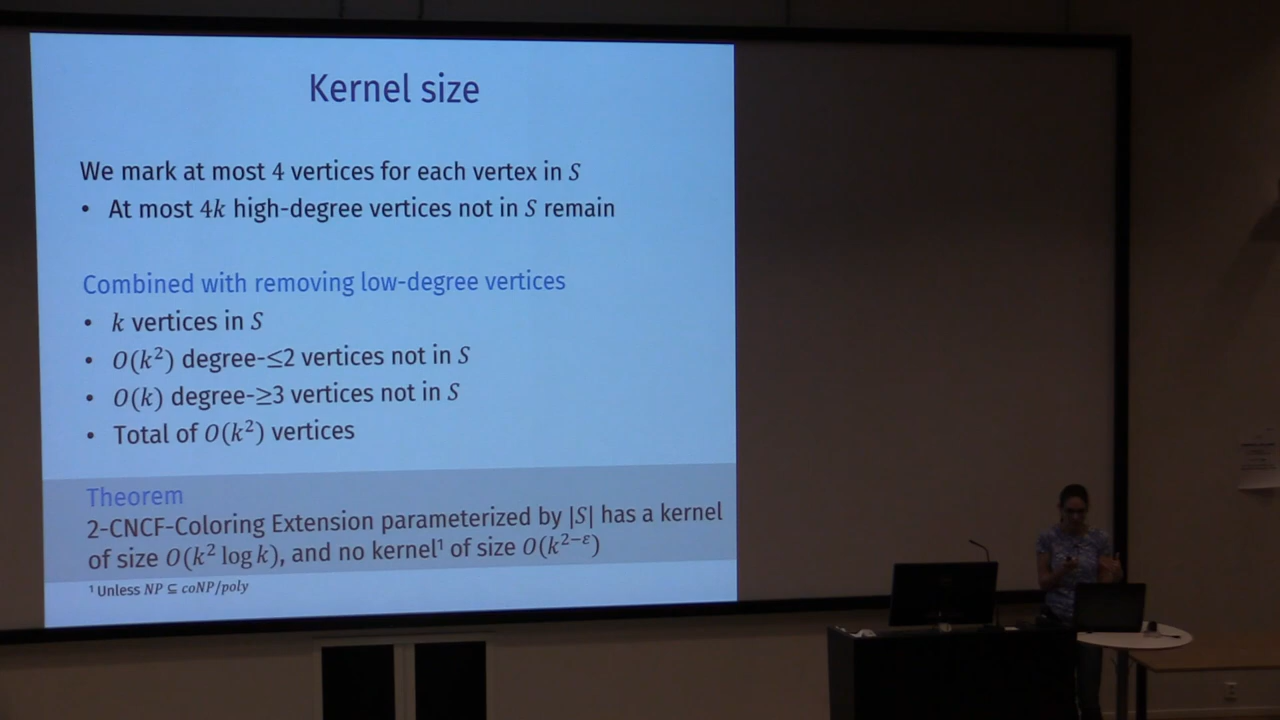 Kernel size
We mark at most 4 vertices for each vertex in S
• At most 4k high-degree vertices not in S remain
Combined with removing low-degree vertices
• k vertices in S
• O(k²) degree-≤2 vertices not in S
• O(k) degree-≥3 vertices not in S
• Total of O(k²) vertices
Theorem
2-CNCF-Coloring Extension parameterized by |S| has a kernel
of size O(k² log k), and no kernel¹ of size O(k²⁻ᵋ)
¹ Unless NP ⊆ coNP/poly